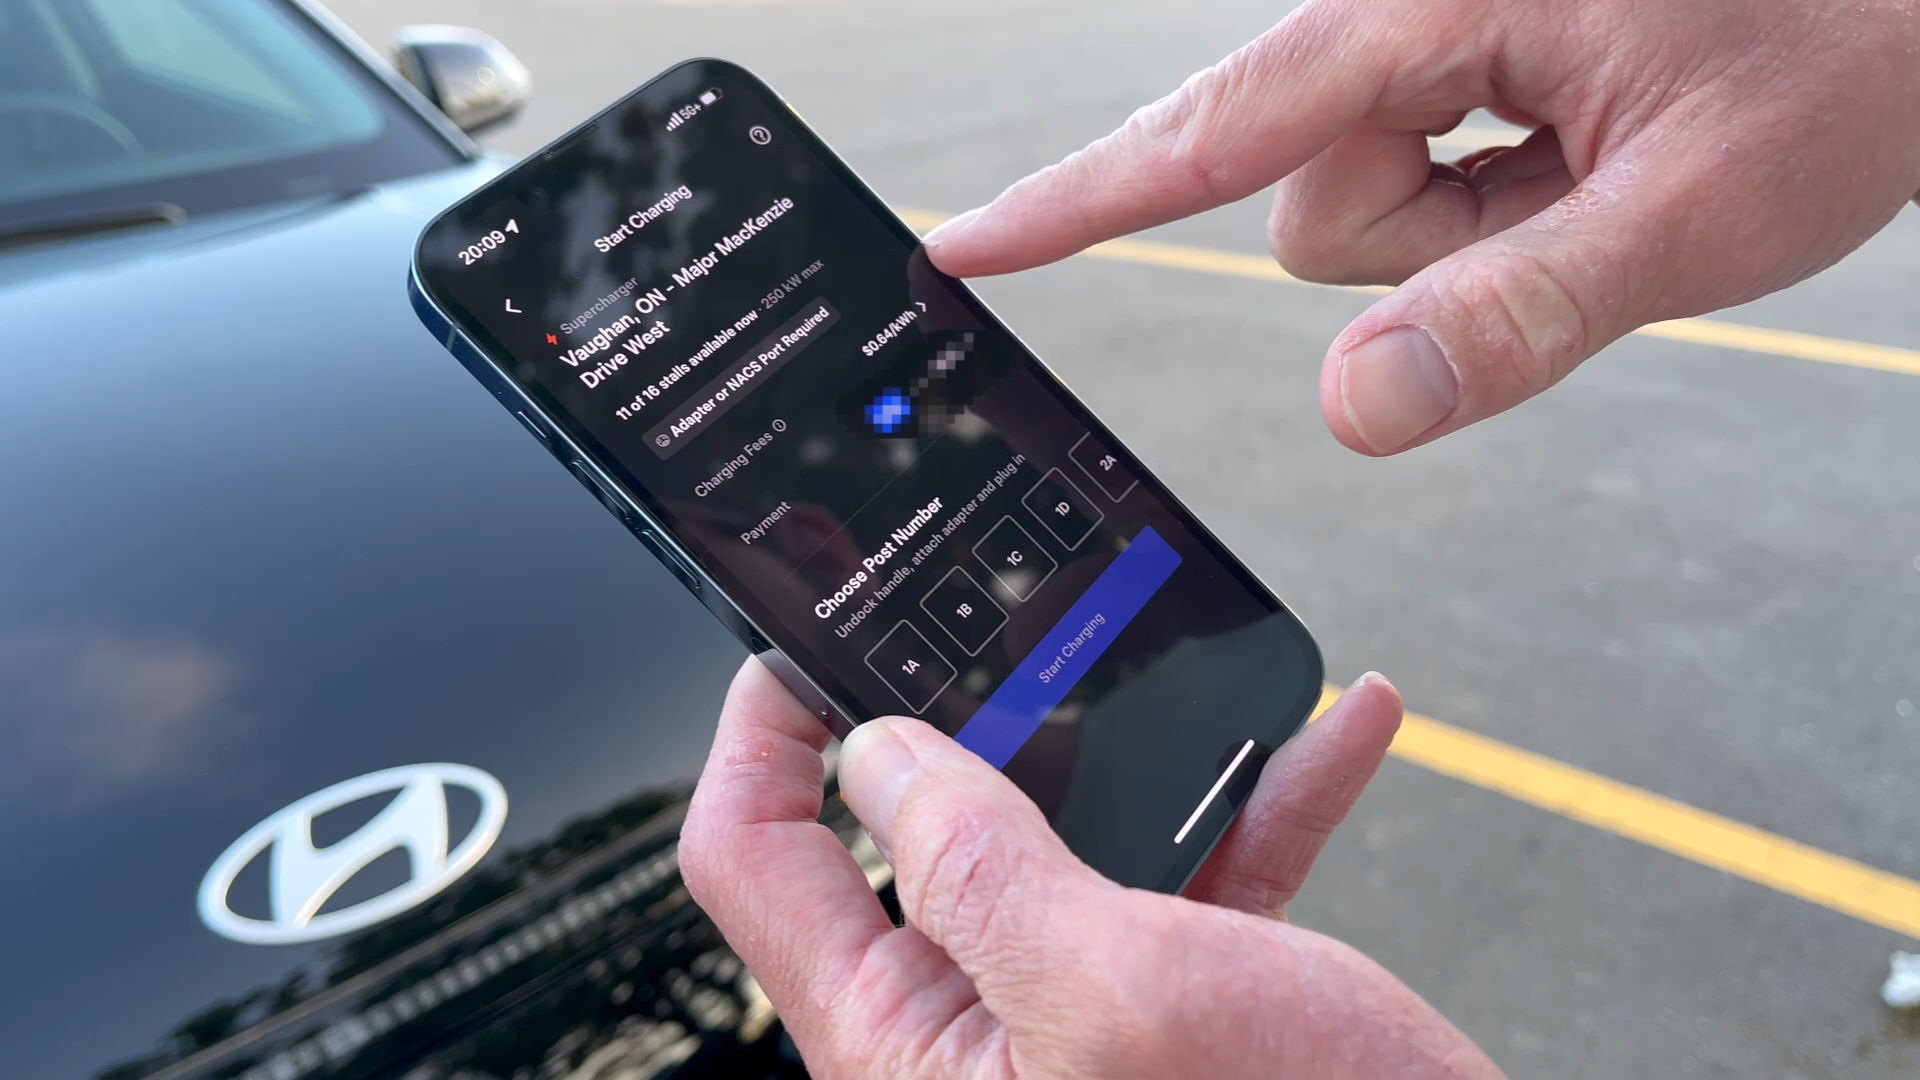 20:09
5G+
Start Charging
Supercharger
Vaughan, ON - Major MacKenzie
Drive West
11 of 16 stalls available now · 250 kW max
Adapter or NACS Port Required
Charging Fees
$0.64/kWh
Payment
Choose Post Number
Undock handle, attach adapter and plug in
1A
1B
1C
1D
2A
Start Charging